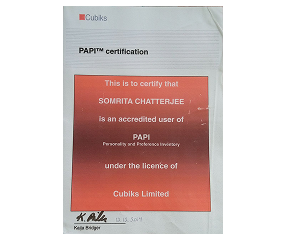 Cubiks
PAPI™ certification
This is to certify that
SOMRITA CHATTERJEE
is an accredited user of
PAPI
Personality and Preference Inventory
under the licence of
Cubiks Limited
Katja Bridger